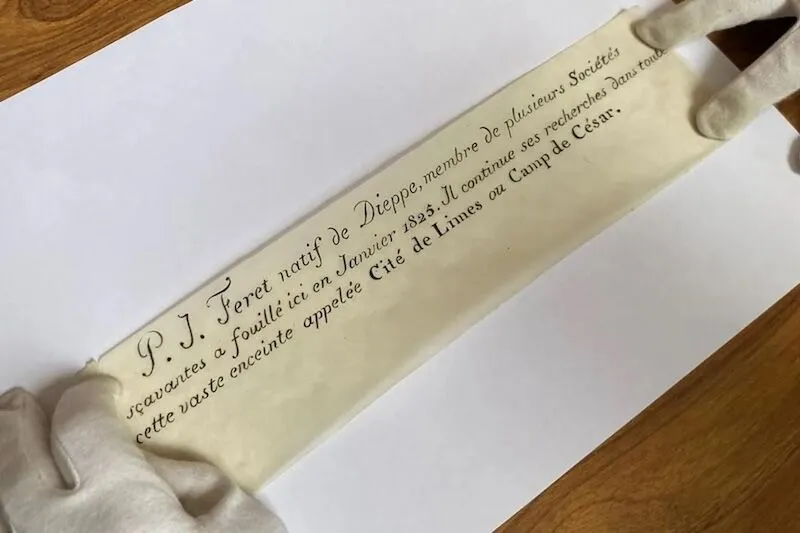 P. J. Feret natif de Dieppe, membre de plusieurs Sociétés
sçavantes a fouillé ici en Janvier 1825. Il continue ses recherches dans toute
cette vaste enceinte appelée Cité de Limes ou Camp de César.